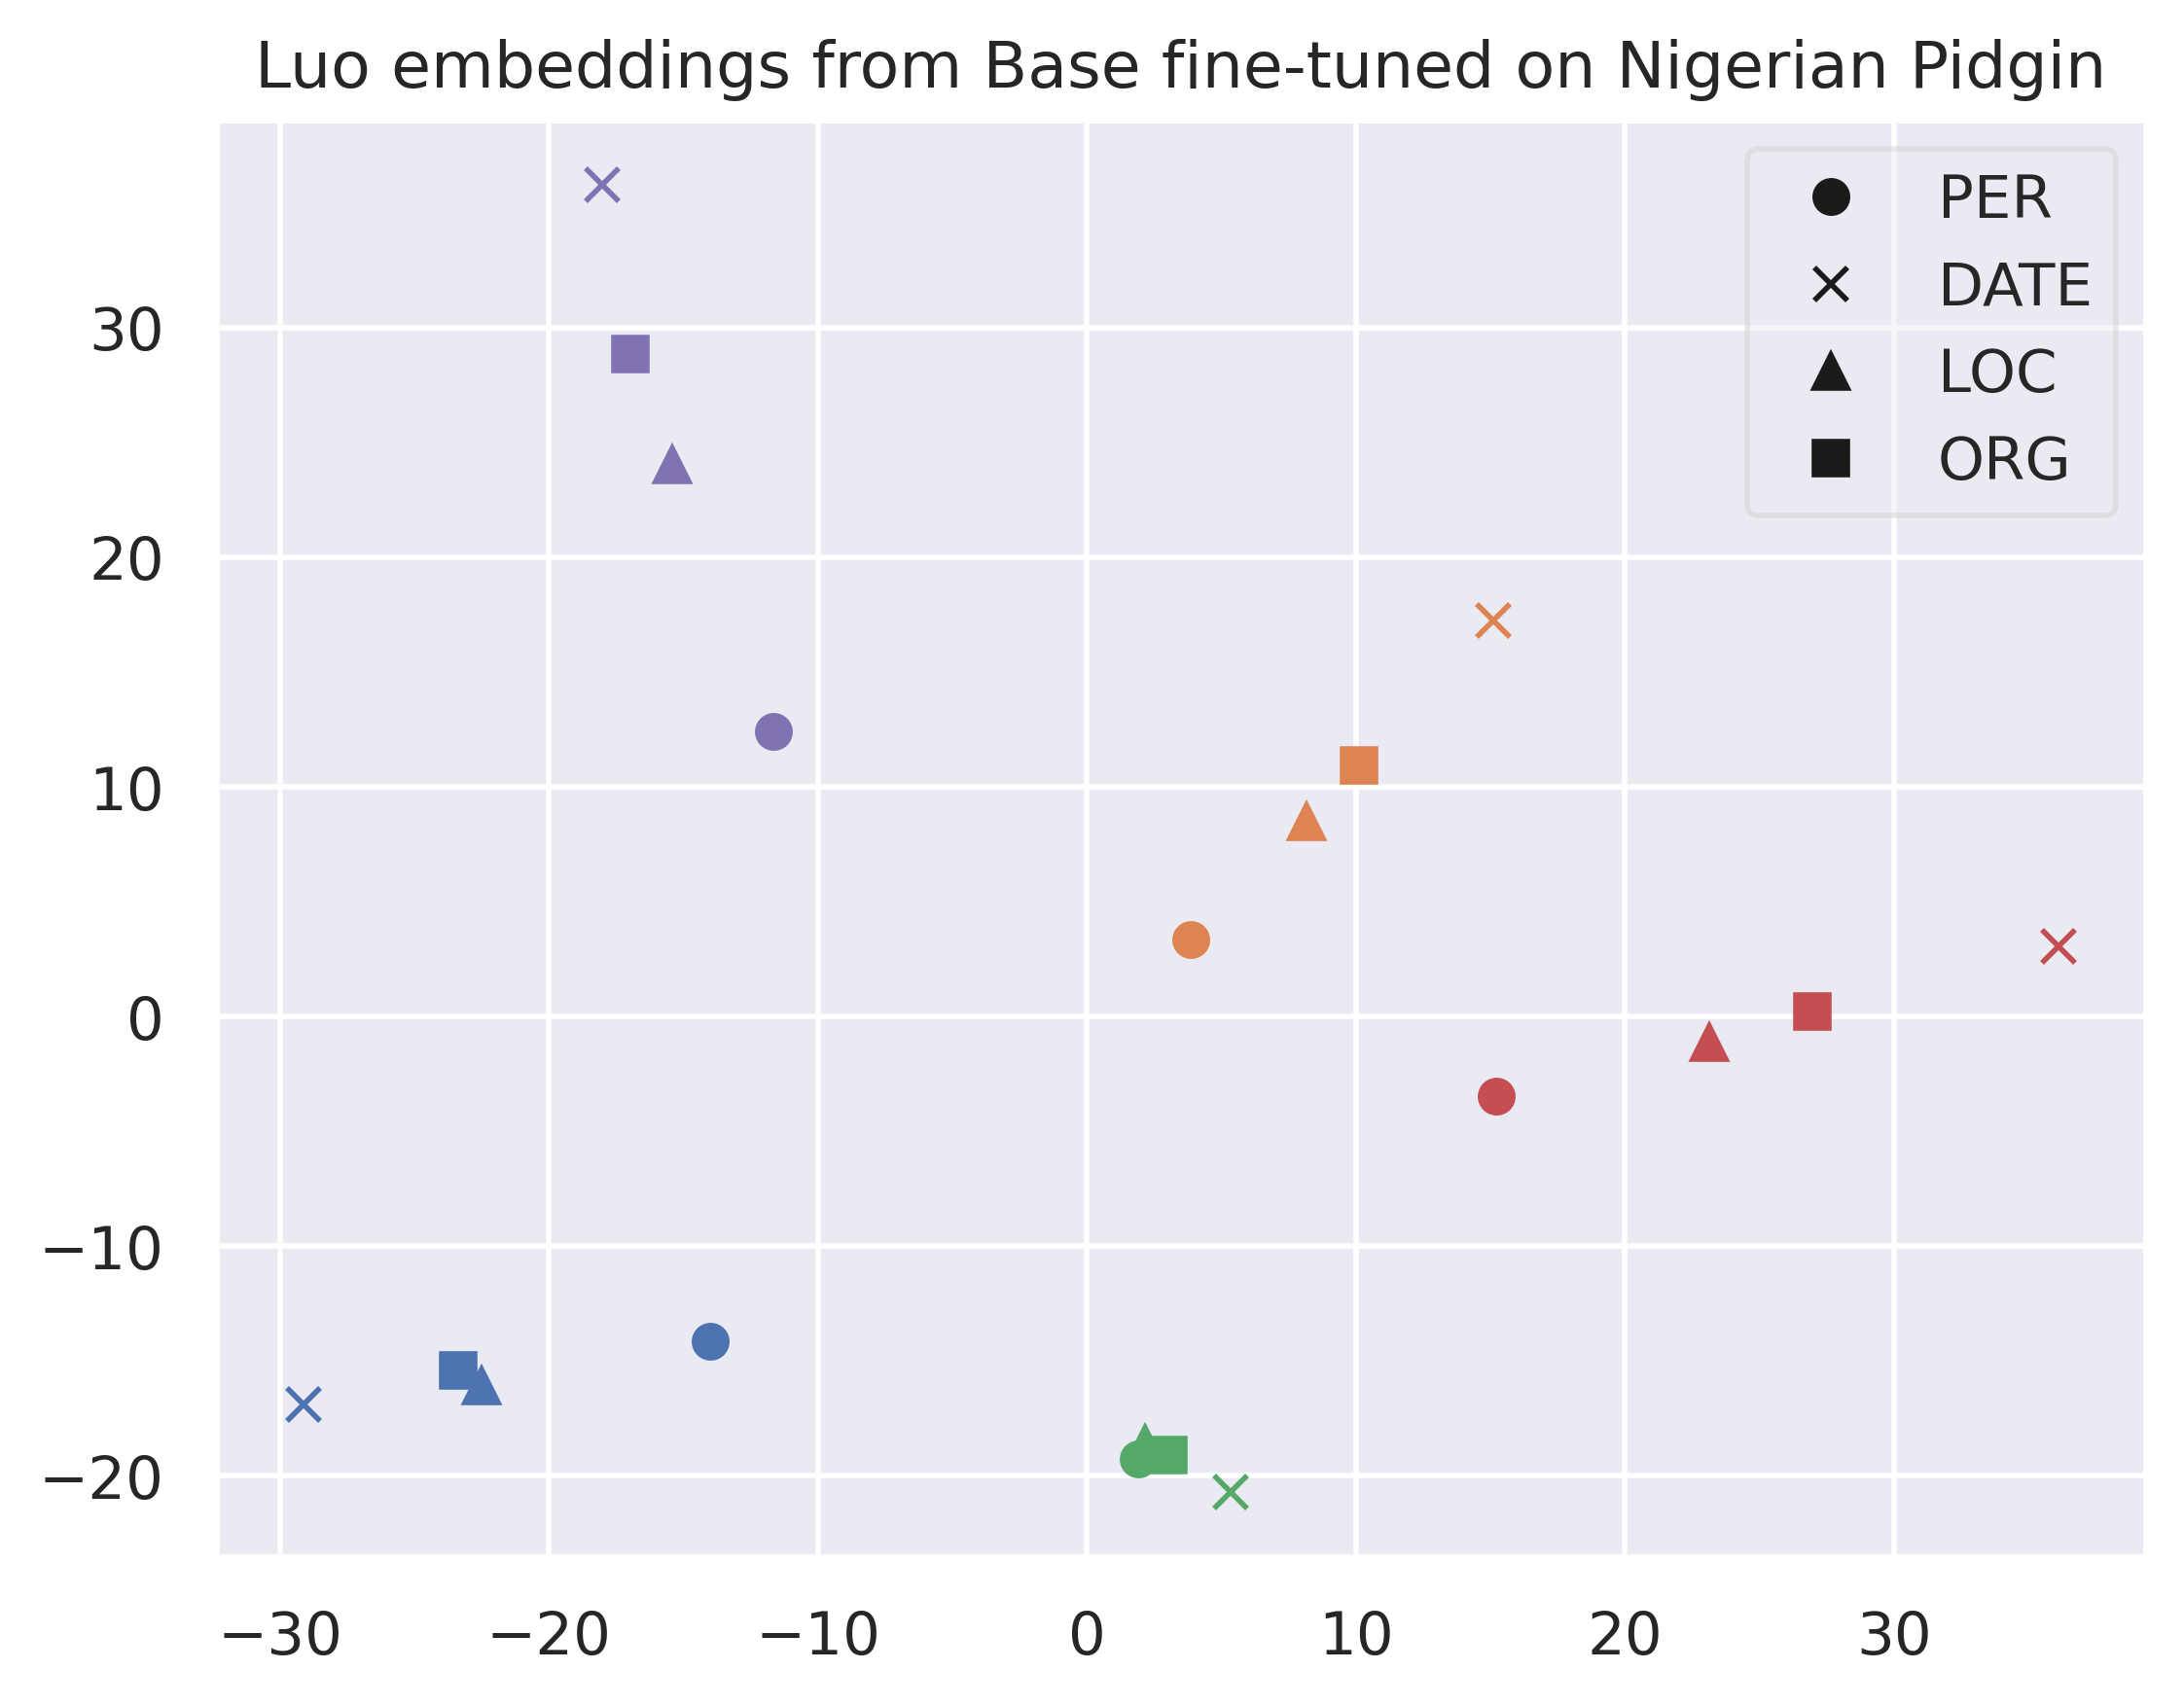 Luo embeddings from Base fine-tuned on Nigerian Pidgin
PER
DATE
LOC
ORG
30
20
10
0
−10
−20
−30 −20 −10 0 10 20 30